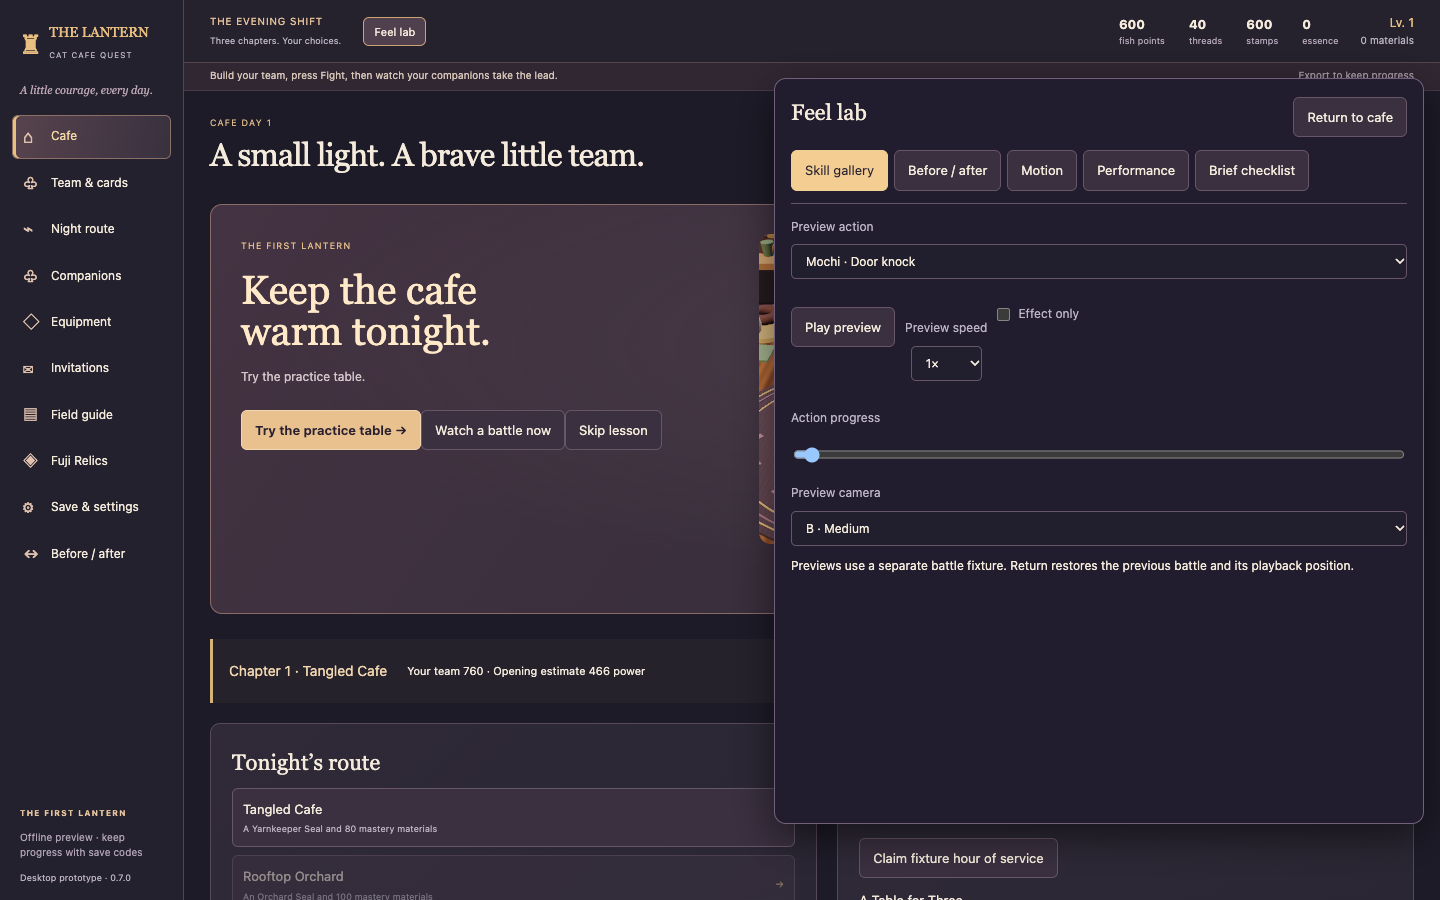 THE LANTERN
CAT CAFE QUEST
A little courage, every day.
Cafe
Team & cards
Night route
Companions
Equipment
Invitations
Field guide
Fuji Relics
Save & settings
Before / after
THE FIRST LANTERN
Offline preview · keep
progress with save codes
Desktop prototype · 0.7.0
THE EVENING SHIFT
Three chapters. Your choices.
Feel lab
600
fish points
40
threads
600
stamps
0
essence
Lv. 1
0 materials
Build your team, press Fight, then watch your companions take the lead.
Export to keep progress
CAFE DAY 1
A small light. A brave little team.
THE FIRST LANTERN
Keep the cafe
warm tonight.
Try the practice table.
Try the practice table →
Watch a battle now
Skip lesson
Chapter 1 · Tangled Cafe
Your team 760 · Opening estimate 466 power
Tonight’s route
Tangled Cafe
A Yarnkeeper Seal and 80 mastery materials
Rooftop Orchard
→
An Orchard Seal and 100 mastery materials
Feel lab
Return to cafe
Skill gallery
Before / after
Motion
Performance
Brief checklist
Preview action
Mochi · Door knock
Play preview
Preview speed
1×
Effect only
Action progress
Preview camera
B · Medium
Previews use a separate battle fixture. Return restores the previous battle and its playback position.
Claim fixture hour of service
A Table for Three